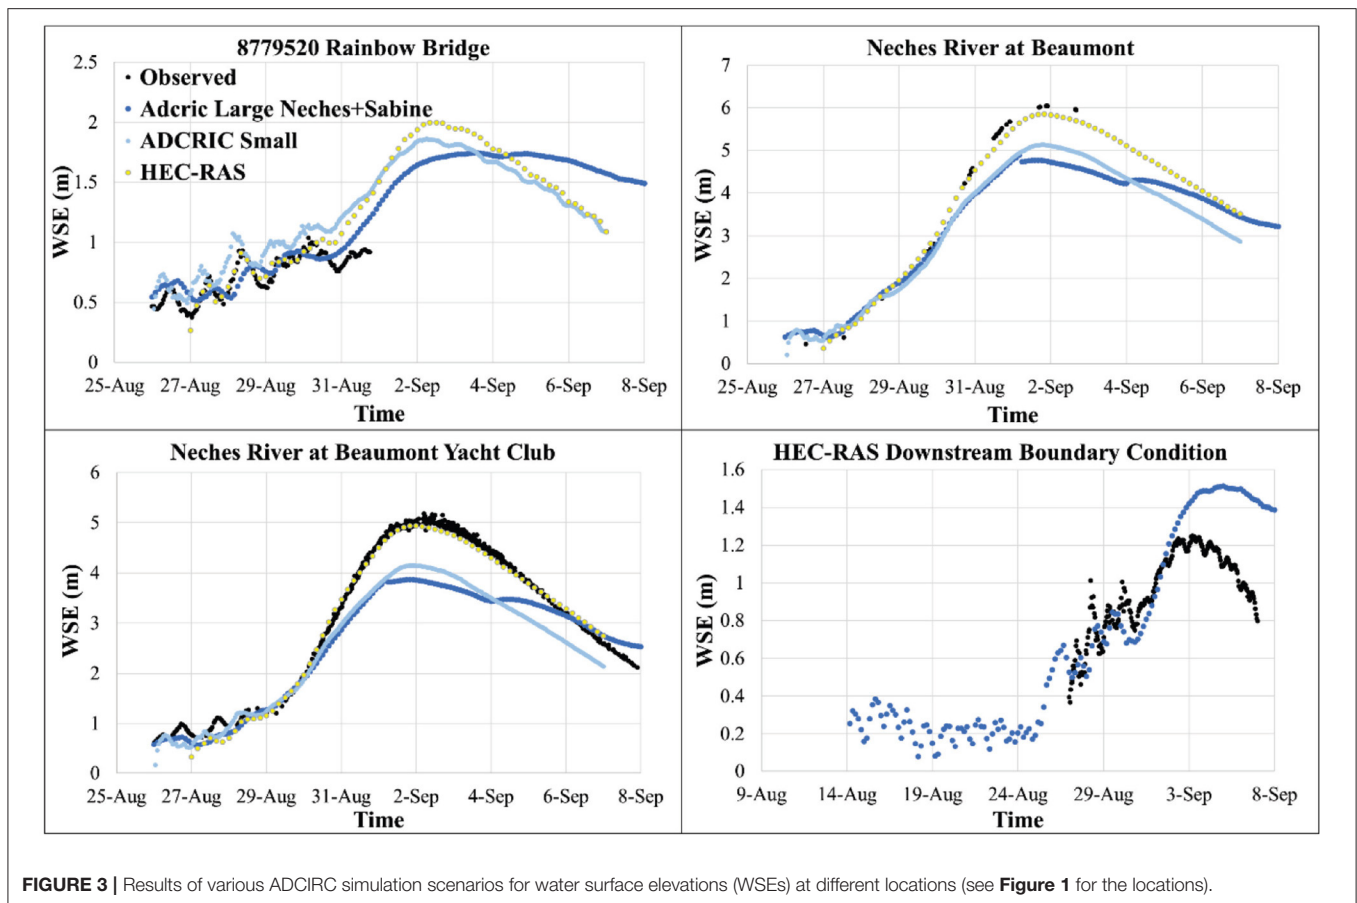 8779520 Rainbow Bridge
2.5
2
1.5
1
0.5
0
WSE (m)
Observed
Adcric Large Neches+Sabine
ADCRIC Small
HEC-RAS
25-Aug 27-Aug 29-Aug 31-Aug 2-Sep 4-Sep 6-Sep 8-Sep
Time
Neches River at Beaumont
7
6
5
4
3
2
1
0
WSE (m)
25-Aug 27-Aug 29-Aug 31-Aug 2-Sep 4-Sep 6-Sep 8-Sep
Time
Neches River at Beaumont Yacht Club
6
5
4
3
2
1
0
WSE (m)
25-Aug 27-Aug 29-Aug 31-Aug 2-Sep 4-Sep 6-Sep 8-Sep
Time
HEC-RAS Downstream Boundary Condition
1.6
1.4
1.2
1
0.8
0.6
0.4
0.2
0
WSE (m)
9-Aug 14-Aug 19-Aug 24-Aug 29-Aug 3-Sep 8-Sep
Time
FIGURE 3 | Results of various ADCIRC simulation scenarios for water surface elevations (WSEs) at different locations (see Figure 1 for the locations).